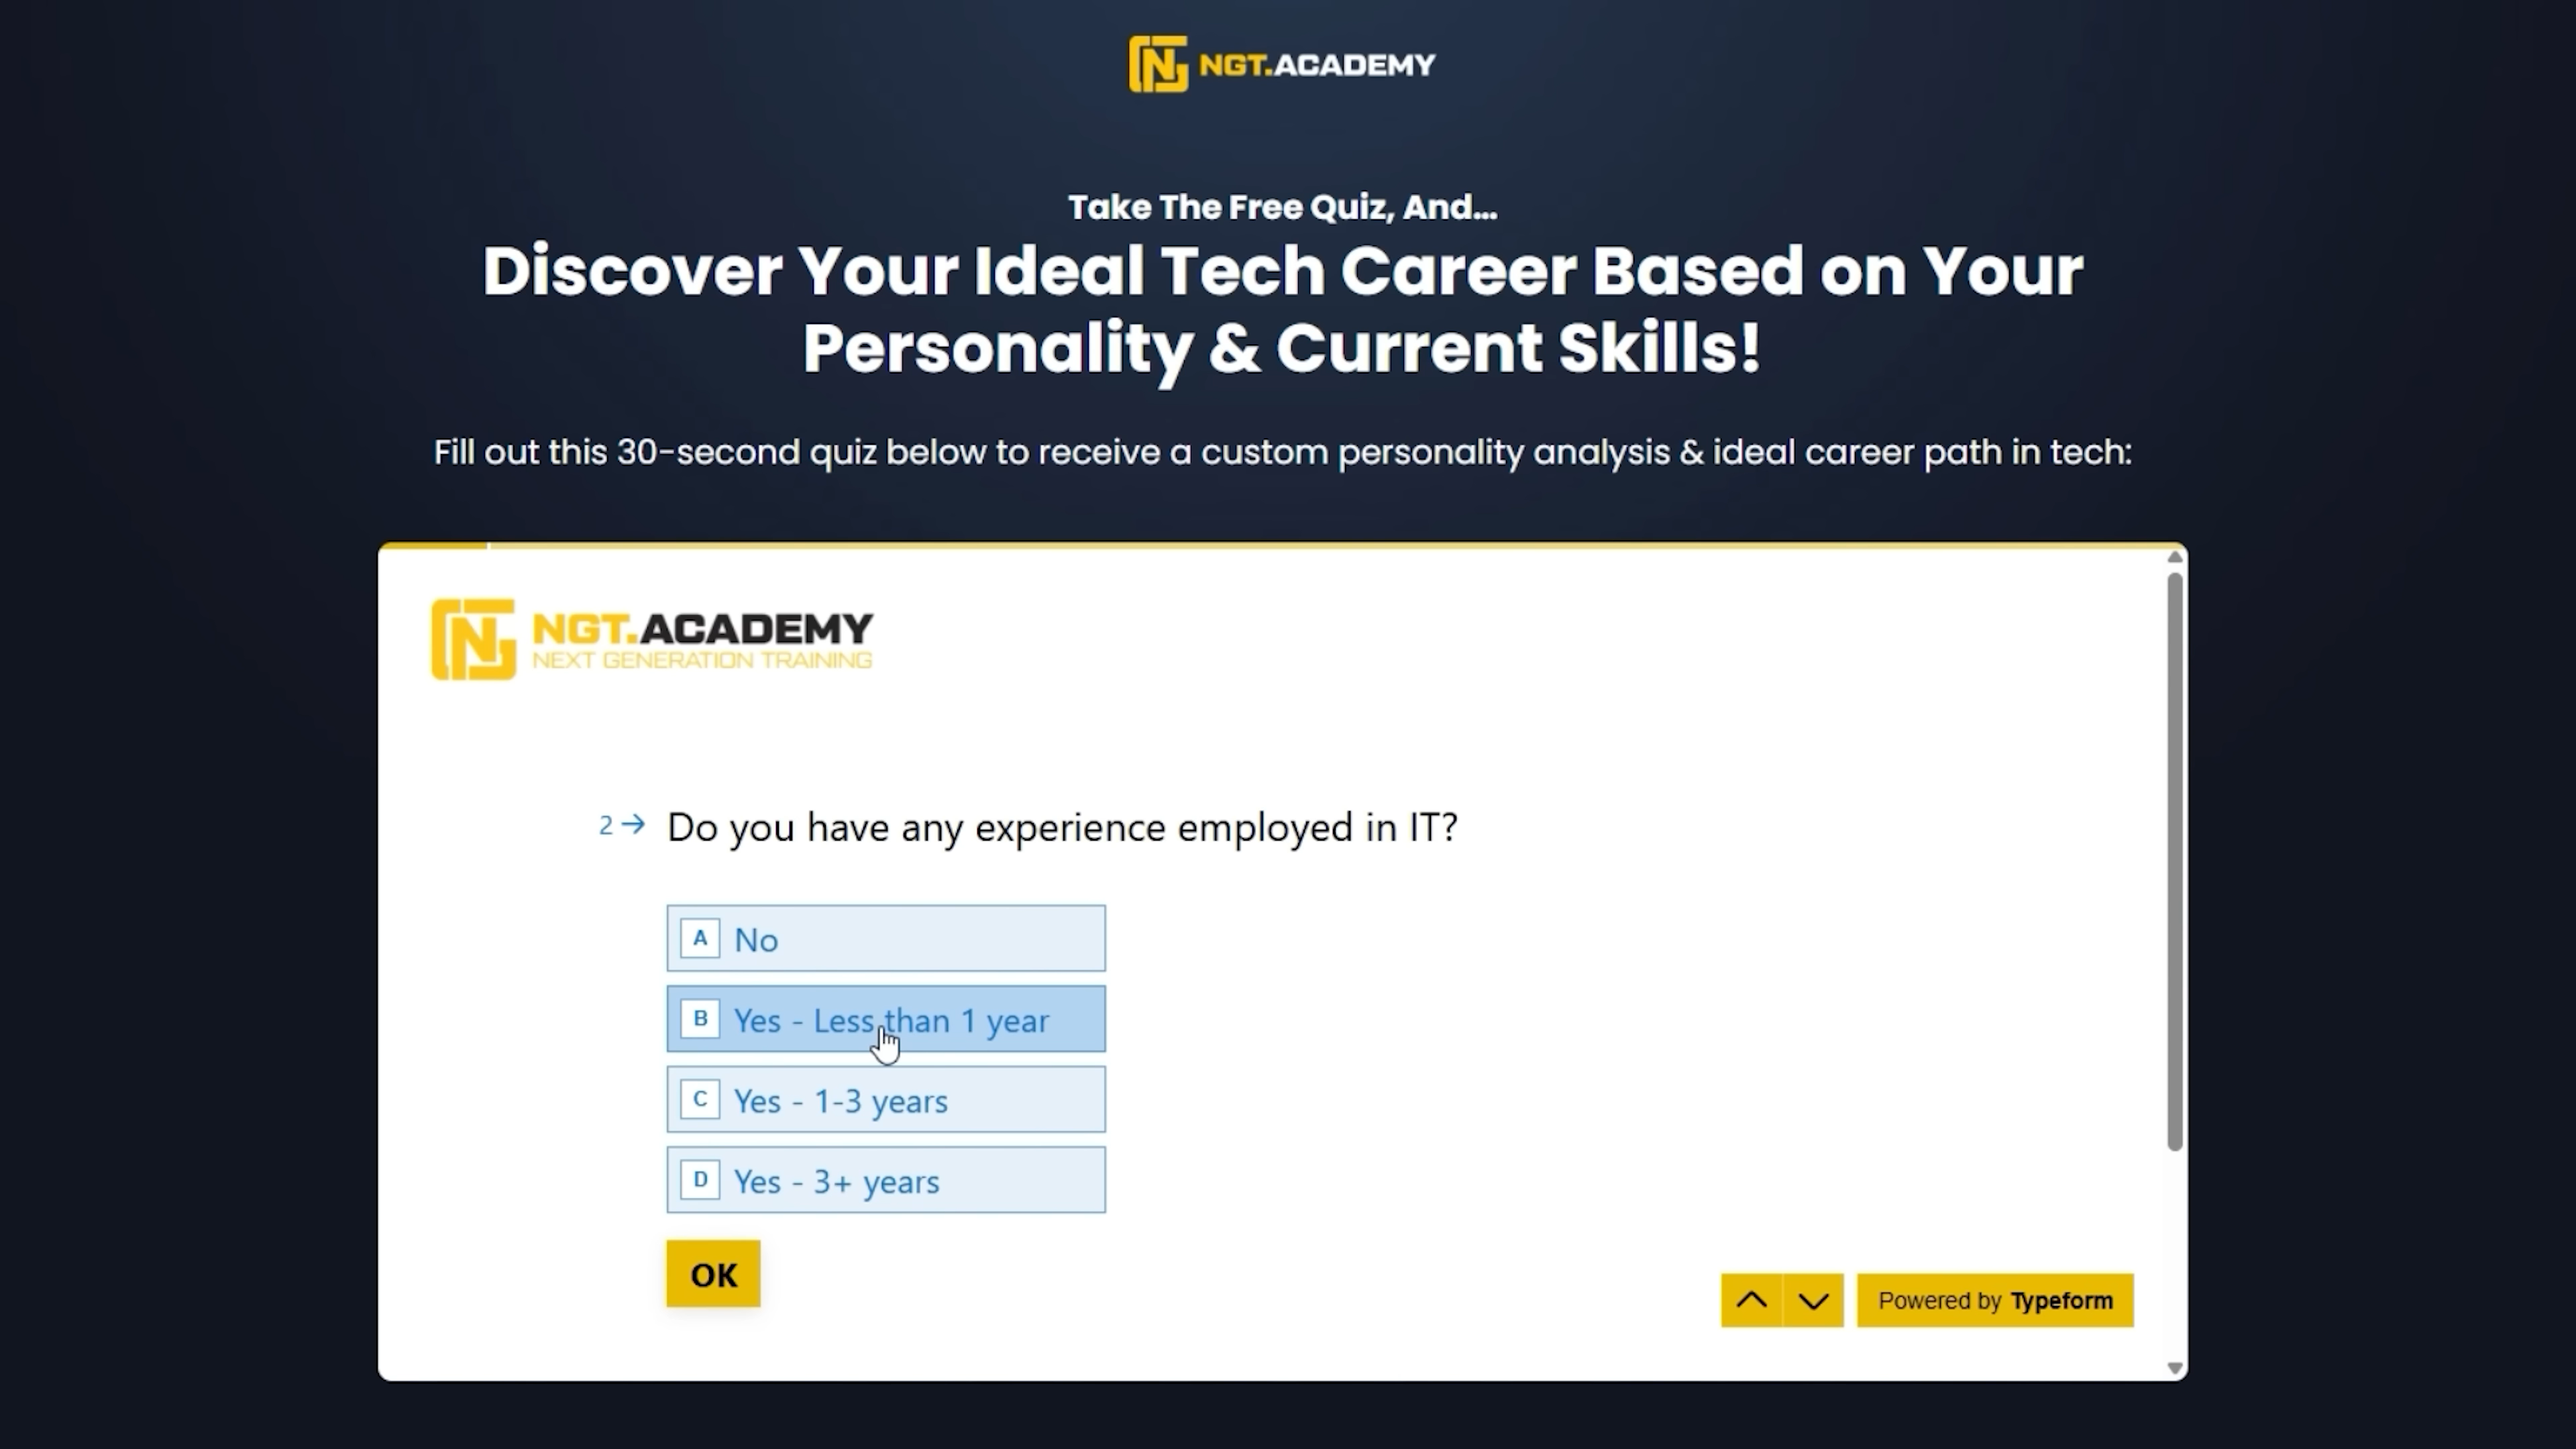 NGT.ACADEMY
Take The Free Quiz, And...
Discover Your Ideal Tech Career Based on Your
Personality & Current Skills!
Fill out this 30-second quiz below to receive a custom personality analysis & ideal career path in tech:
NGT.ACADEMY
NEXT GENERATION TRAINING
2 → Do you have any experience employed in IT?
A No
B Yes - Less than 1 year
C Yes - 1-3 years
D Yes - 3+ years
OK
Powered by Typeform